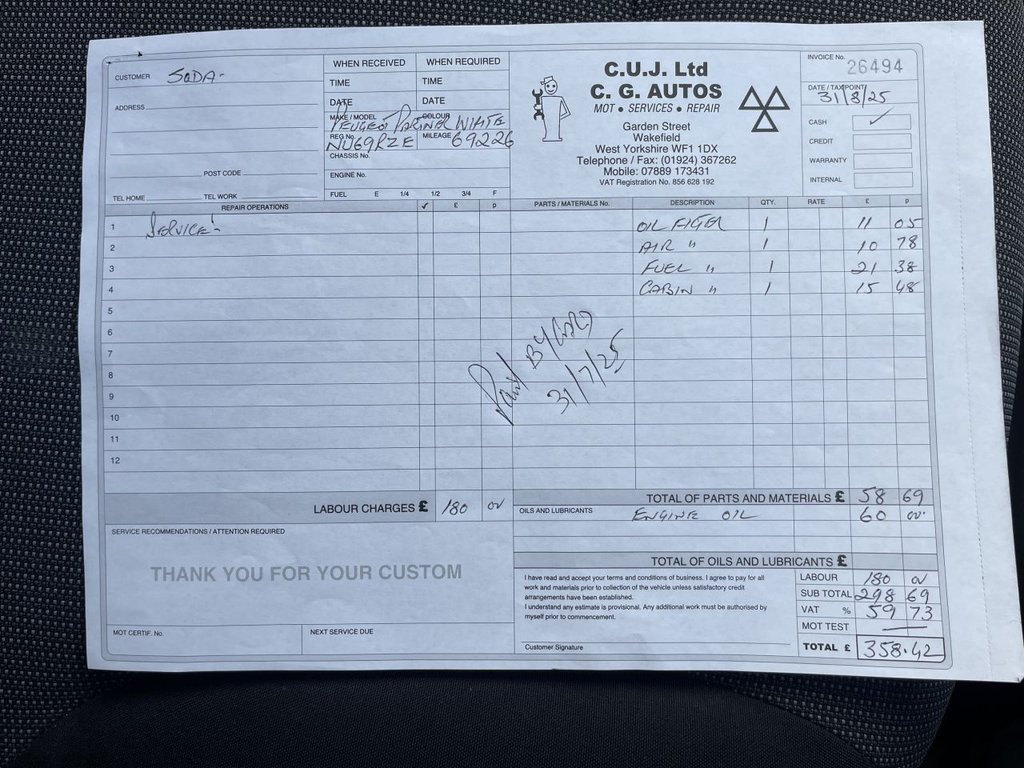 CUSTOMER SODA-
ADDRESS
POST CODE
TEL HOME TEL WORK
WHEN RECEIVED WHEN REQUIRED
TIME TIME
DATE DATE
MAKE / MODEL COLOUR
PEUGEOT PARTNER WHITE
REG No. NU69RZE MILEAGE 69226
CHASSIS No.
ENGINE No.
FUEL E 1/4 1/2 3/4 F
C.U.J. Ltd
C. G. AUTOS
MOT • SERVICES • REPAIR
Garden Street
Wakefield
West Yorkshire WF1 1DX
Telephone / Fax: (01924) 367262
Mobile: 07889 173431
VAT Registration No. 856 628 192
INVOICE No. 26494
DATE / TAX POINT
31/8/25
CASH ✓
CREDIT
WARRANTY
INTERNAL
REPAIR OPERATIONS ✓ £ p
1 SERVICE!
2
3
4
5
6
7
8
9
10
11
12
PARTS / MATERIALS No. DESCRIPTION QTY. RATE £ p
OIL 1 11 05
AIR " 1 10 78
FUEL " 1 21 38
CABIN " 1 15 48
Paid BY CARD
31/7/25
LABOUR CHARGES £ 180 00
TOTAL OF PARTS AND MATERIALS £ 58 69
OILS AND LUBRICANTS ENGINE OIL 60 00
TOTAL OF OILS AND LUBRICANTS £
SERVICE RECOMMENDATIONS / ATTENTION REQUIRED
THANK YOU FOR YOUR CUSTOM
MOT CERTIF. No. NEXT SERVICE DUE
I have read and accept your terms and conditions of business. I agree to pay for all
work and materials prior to collection of the vehicle unless satisfactory credit
arrangements have been established.
I understand any estimate is provisional. Any additional work must be authorised by
myself prior to commencement.
Customer Signature
LABOUR 180 00
SUB TOTAL 298 69
VAT % 59 73
MOT TEST —
TOTAL £ 358.42